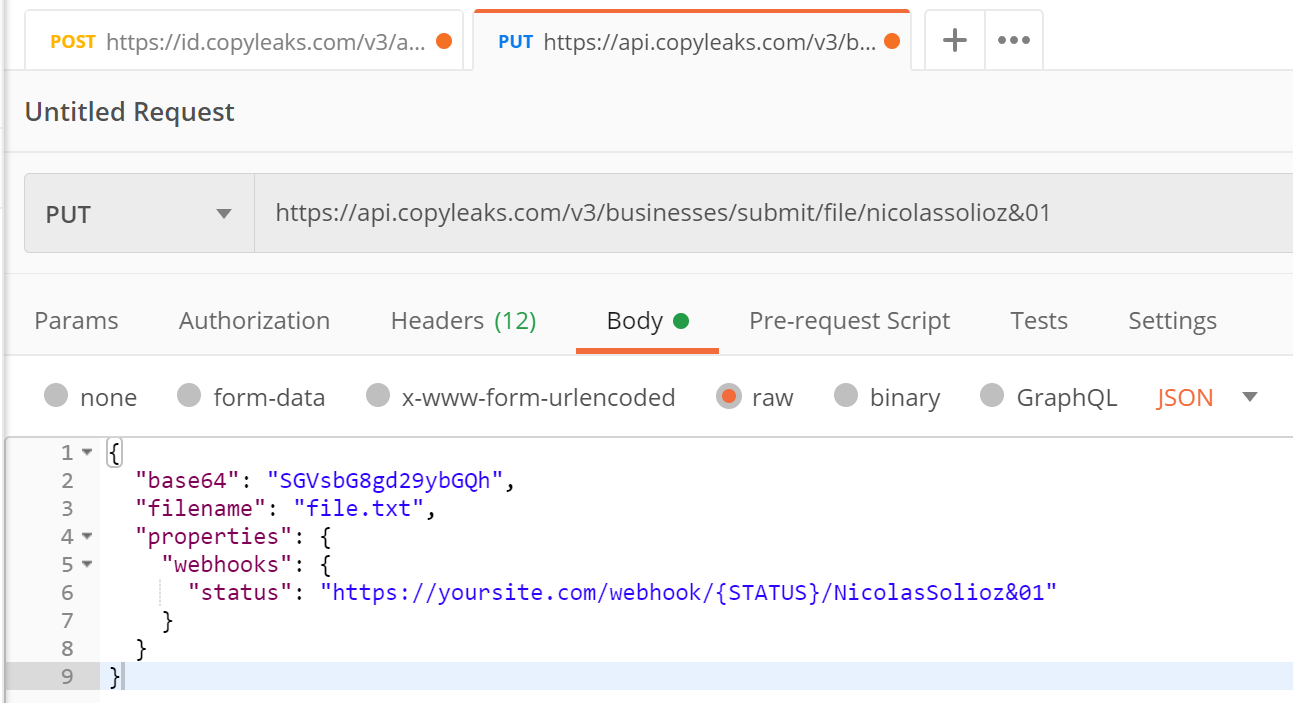 POST https://id.copyleaks.com/v3/a... PUT https://api.copyleaks.com/v3/b...
Untitled Request
PUT https://api.copyleaks.com/v3/businesses/submit/file/nicolassolioz&01
Params Authorization Headers (12) Body Pre-request Script Tests Settings
none form-data x-www-form-urlencoded raw binary GraphQL JSON
1 {
2 "base64": "SGVsbG8gd29ybGQh",
3 "filename": "file.txt",
4 "properties": {
5 "webhooks": {
6 "status": "https://yoursite.com/webhook/{STATUS}/NicolasSolioz&01"
7 }
8 }
9 }